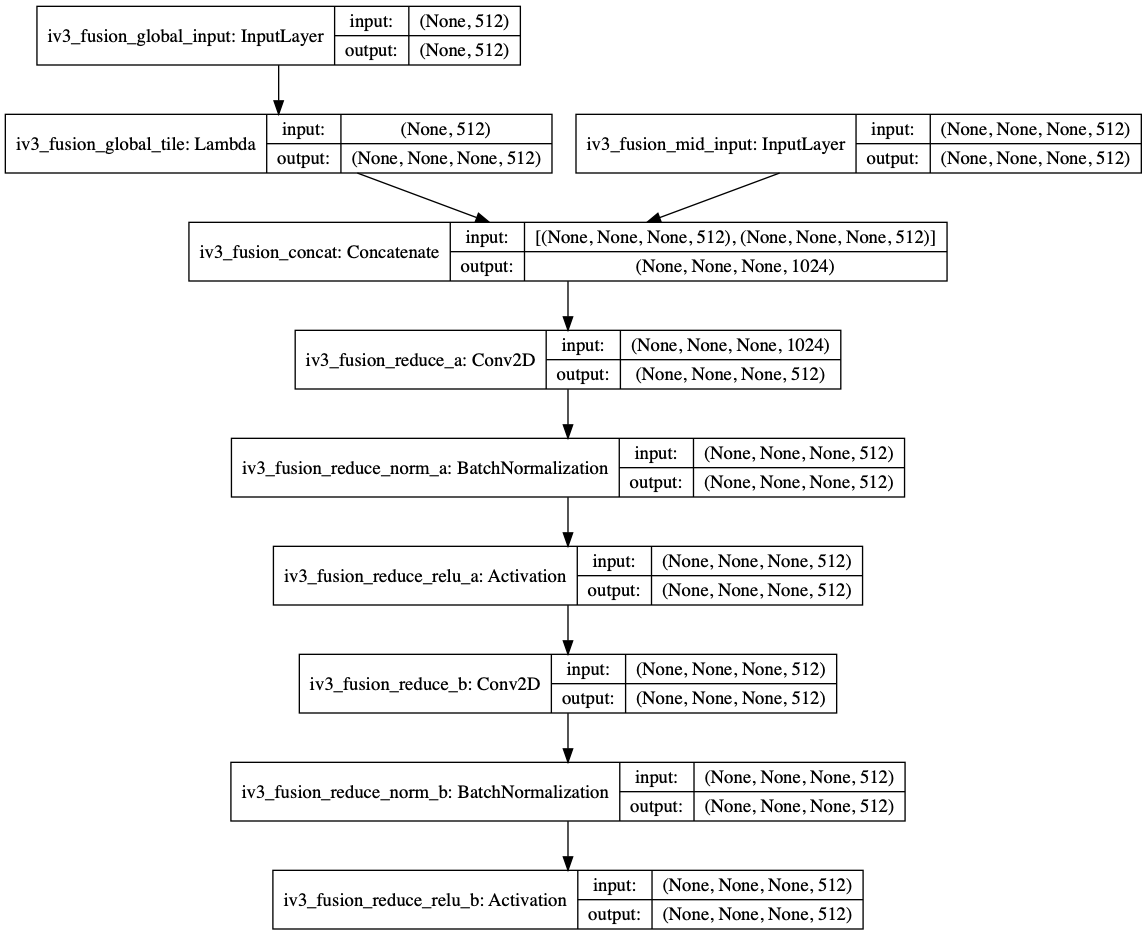 iv3_fusion_global_input: InputLayer
input: (None, 512)
output: (None, 512)
iv3_fusion_global_tile: Lambda
input: (None, 512)
output: (None, None, None, 512)
iv3_fusion_mid_input: InputLayer
input: (None, None, None, 512)
output: (None, None, None, 512)
iv3_fusion_concat: Concatenate
input: [(None, None, None, 512), (None, None, None, 512)]
output: (None, None, None, 1024)
iv3_fusion_reduce_a: Conv2D
input: (None, None, None, 1024)
output: (None, None, None, 512)
iv3_fusion_reduce_norm_a: BatchNormalization
input: (None, None, None, 512)
output: (None, None, None, 512)
iv3_fusion_reduce_relu_a: Activation
input: (None, None, None, 512)
output: (None, None, None, 512)
iv3_fusion_reduce_b: Conv2D
input: (None, None, None, 512)
output: (None, None, None, 512)
iv3_fusion_reduce_norm_b: BatchNormalization
input: (None, None, None, 512)
output: (None, None, None, 512)
iv3_fusion_reduce_relu_b: Activation
input: (None, None, None, 512)
output: (None, None, None, 512)